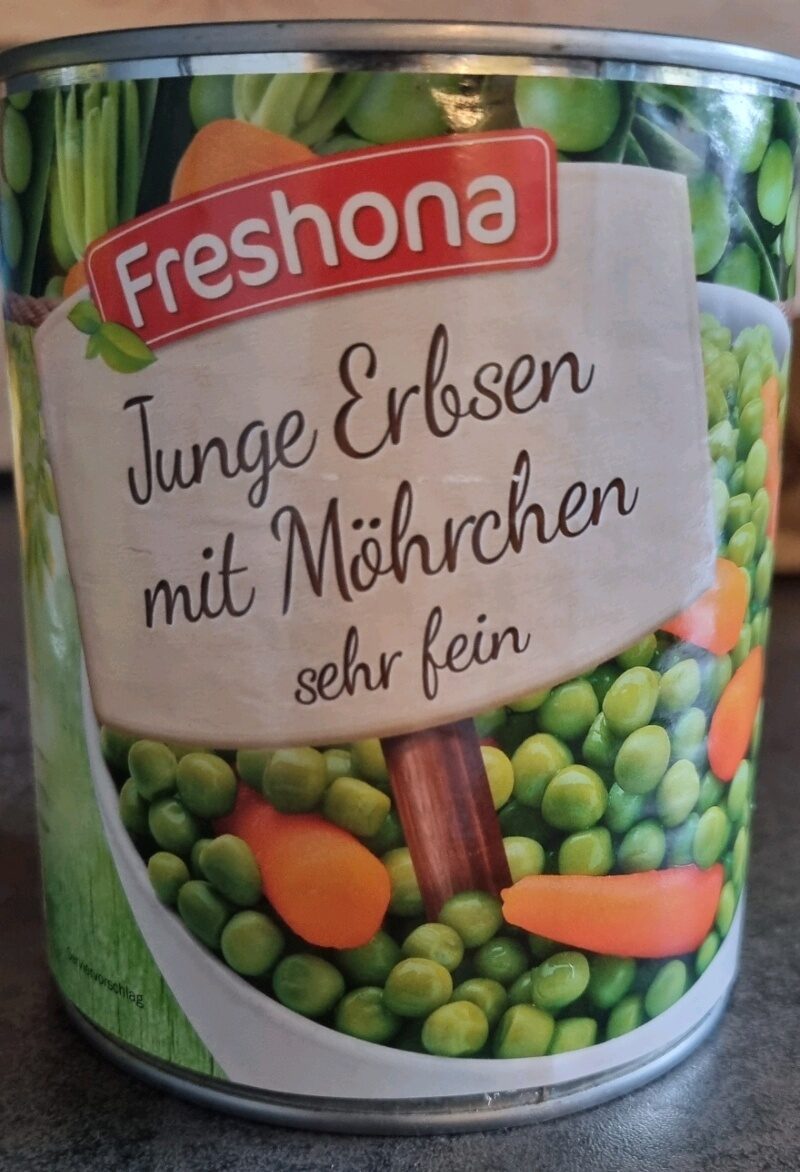 Freshona
Junge Erbsen
mit Möhrchen
sehr fein
Serviervorschlag